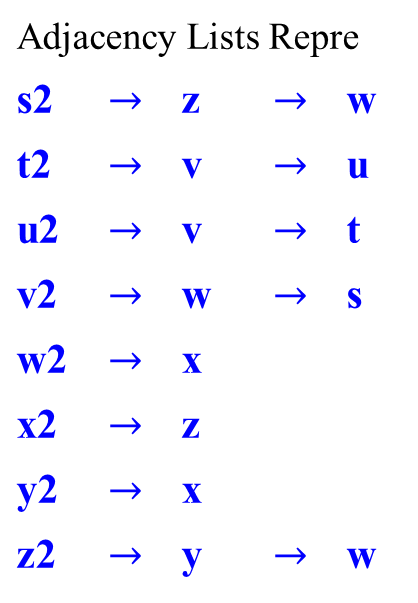 Adjacency Lists Repre
s2 → z → w
t2 → v → u
u2 → v → t
v2 → w → s
w2 → x
x2 → z
y2 → x
z2 → y → w